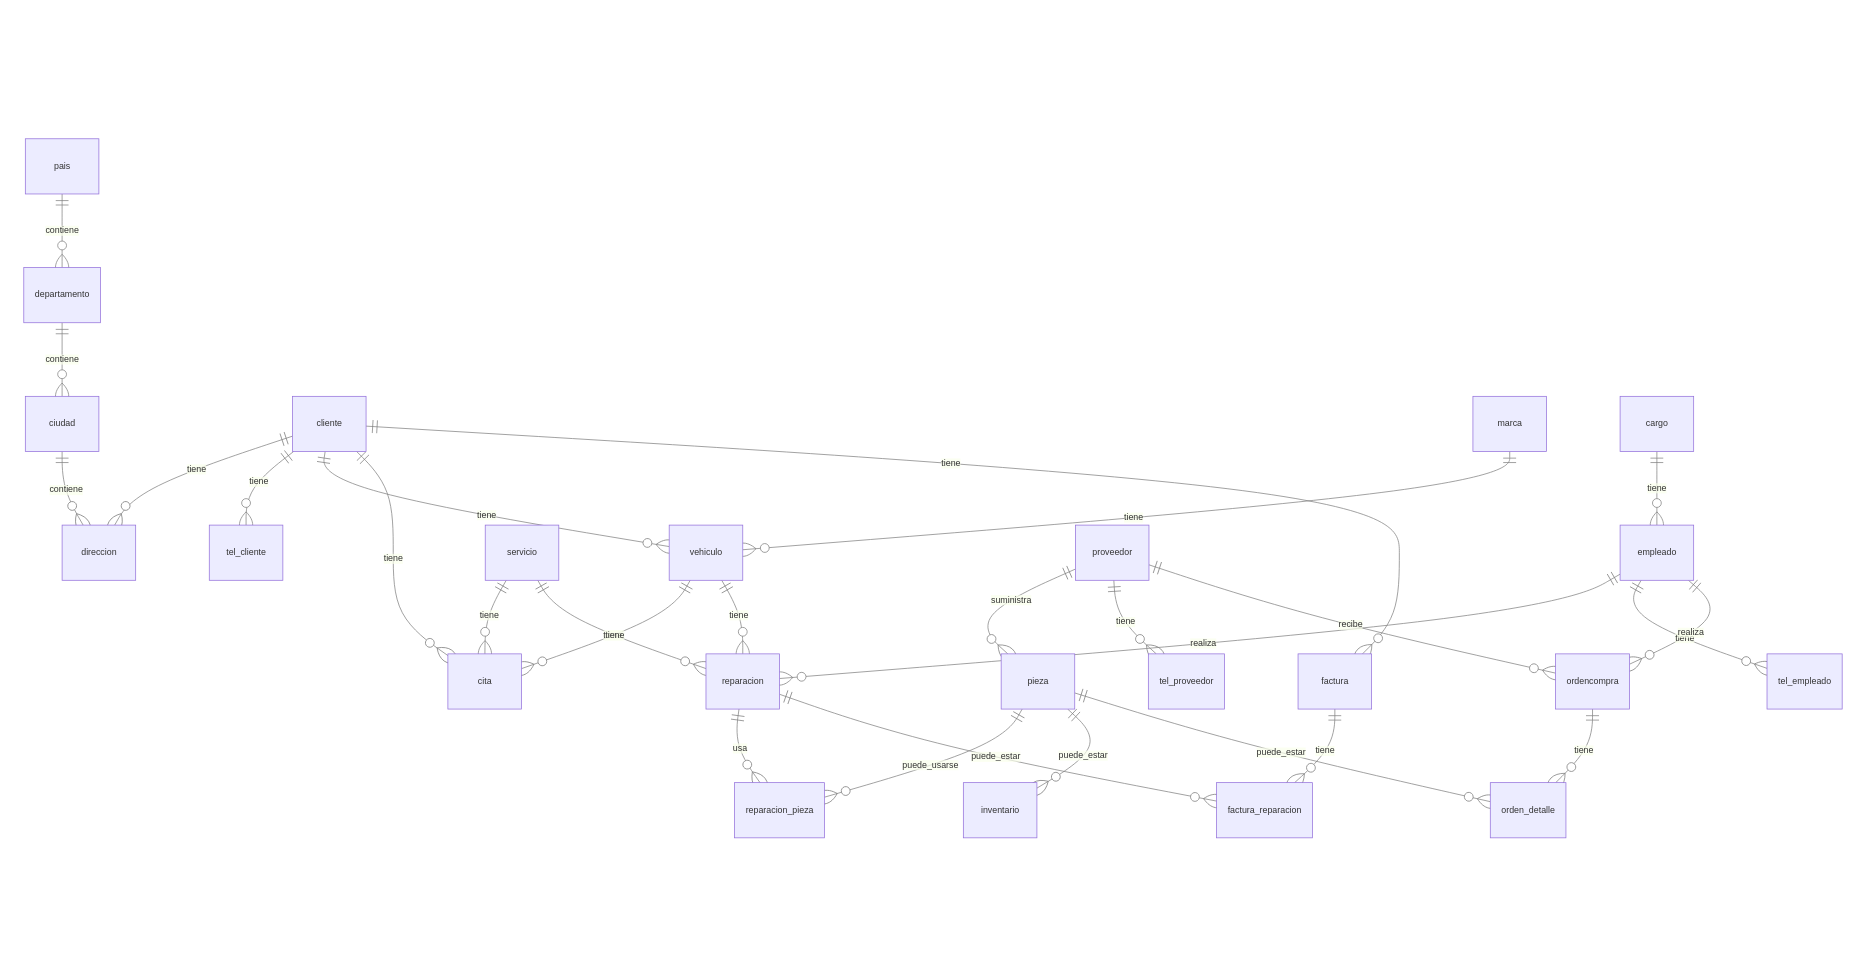 pais
contiene
departamento
contiene
ciudad
cliente
marca
cargo
tiene
tiene
tiene
tiene
contiene
tiene
tiene
direccion
tel_cliente
servicio
vehiculo
proveedor
empleado
tiene
suministra
tiene
tiene
tiene
recibe
realiza
tiene
tiene
realiza
tiene
cita
reparacion
pieza
tel_proveedor
factura
ordencompra
tel_empleado
usa
puede_usarse
puede_estar
puede_estar
tiene
puede_estar
tiene
reparacion_pieza
inventario
factura_reparacion
orden_detalle